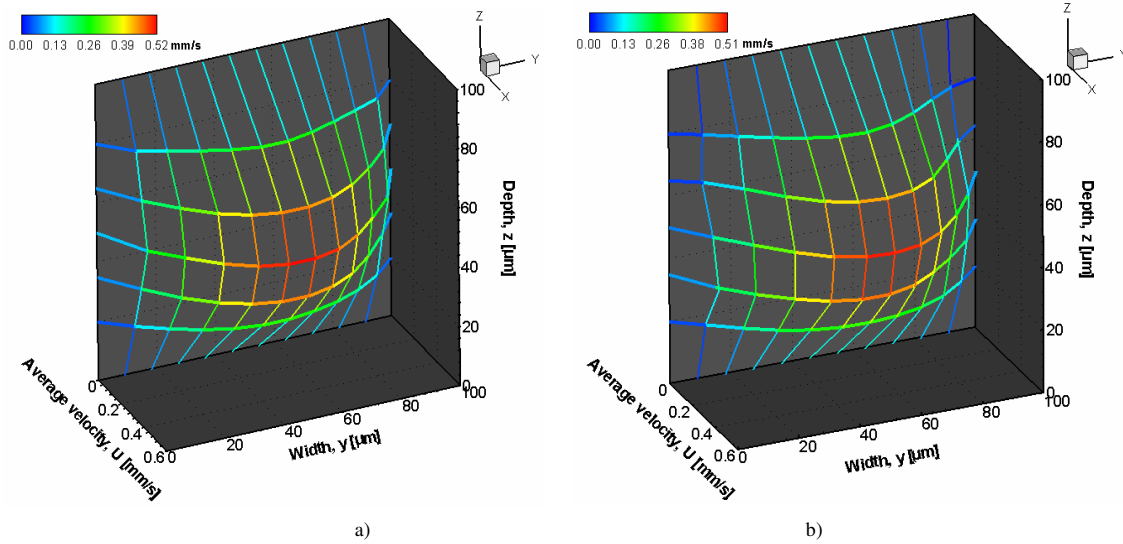 0.00 0.13 0.26 0.39 0.52 mm/s
Z
Y
X
100
80
60
40
20
0
Depth, z [µm]
0
0.2
0.4
0.6
Average velocity, U [mm/s]
0
20
40
60
80
100
Width, y [µm]
a)
0.00 0.13 0.26 0.39 0.51 mm/s
Z
Y
X
100
80
60
40
20
0
Depth, z [µm]
0
0.2
0.4
0.6
Average velocity, U [mm/s]
0
20
40
60
80
100
Width, y [µm]
b)